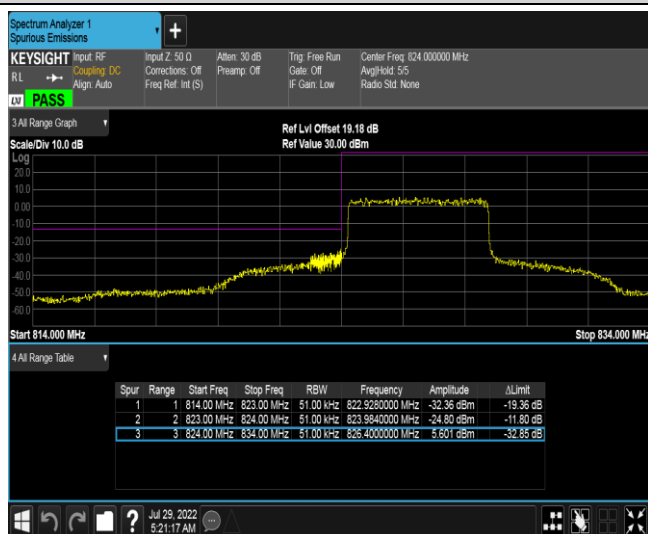 Spectrum Analyzer 1
Spurious Emissions
+
KEYSIGHT Input: RF Input Z: 50 Ω Atten: 30 dB Trig: Free Run Center Freq: 824.000000 MHz
RL Coupling: DC Corrections: Off Preamp: Off Gate: Off Avg|Hold: 5/5
Align: Auto Freq Ref: Int (S) IF Gain: Low Radio Std: None
LXI PASS
3 All Range Graph
Ref Lvl Offset 19.18 dB
Scale/Div 10.0 dB Ref Value 30.00 dBm
Log
20.0
10.0
0.00
-10.0
-20.0
-30.0
-40.0
-50.0
-60.0
Start 814.000 MHz Stop 834.000 MHz
4 All Range Table
Spur Range Start Freq Stop Freq RBW Frequency Amplitude ΔLimit
1 1 814.00 MHz 823.00 MHz 51.00 kHz 822.9280000 MHz -32.36 dBm -19.36 dB
2 2 823.00 MHz 824.00 MHz 51.00 kHz 823.9840000 MHz -24.80 dBm -11.80 dB
3 3 824.00 MHz 834.00 MHz 51.00 kHz 826.4000000 MHz 5.601 dBm -32.85 dB
? Jul 29, 2022
5:21:17 AM